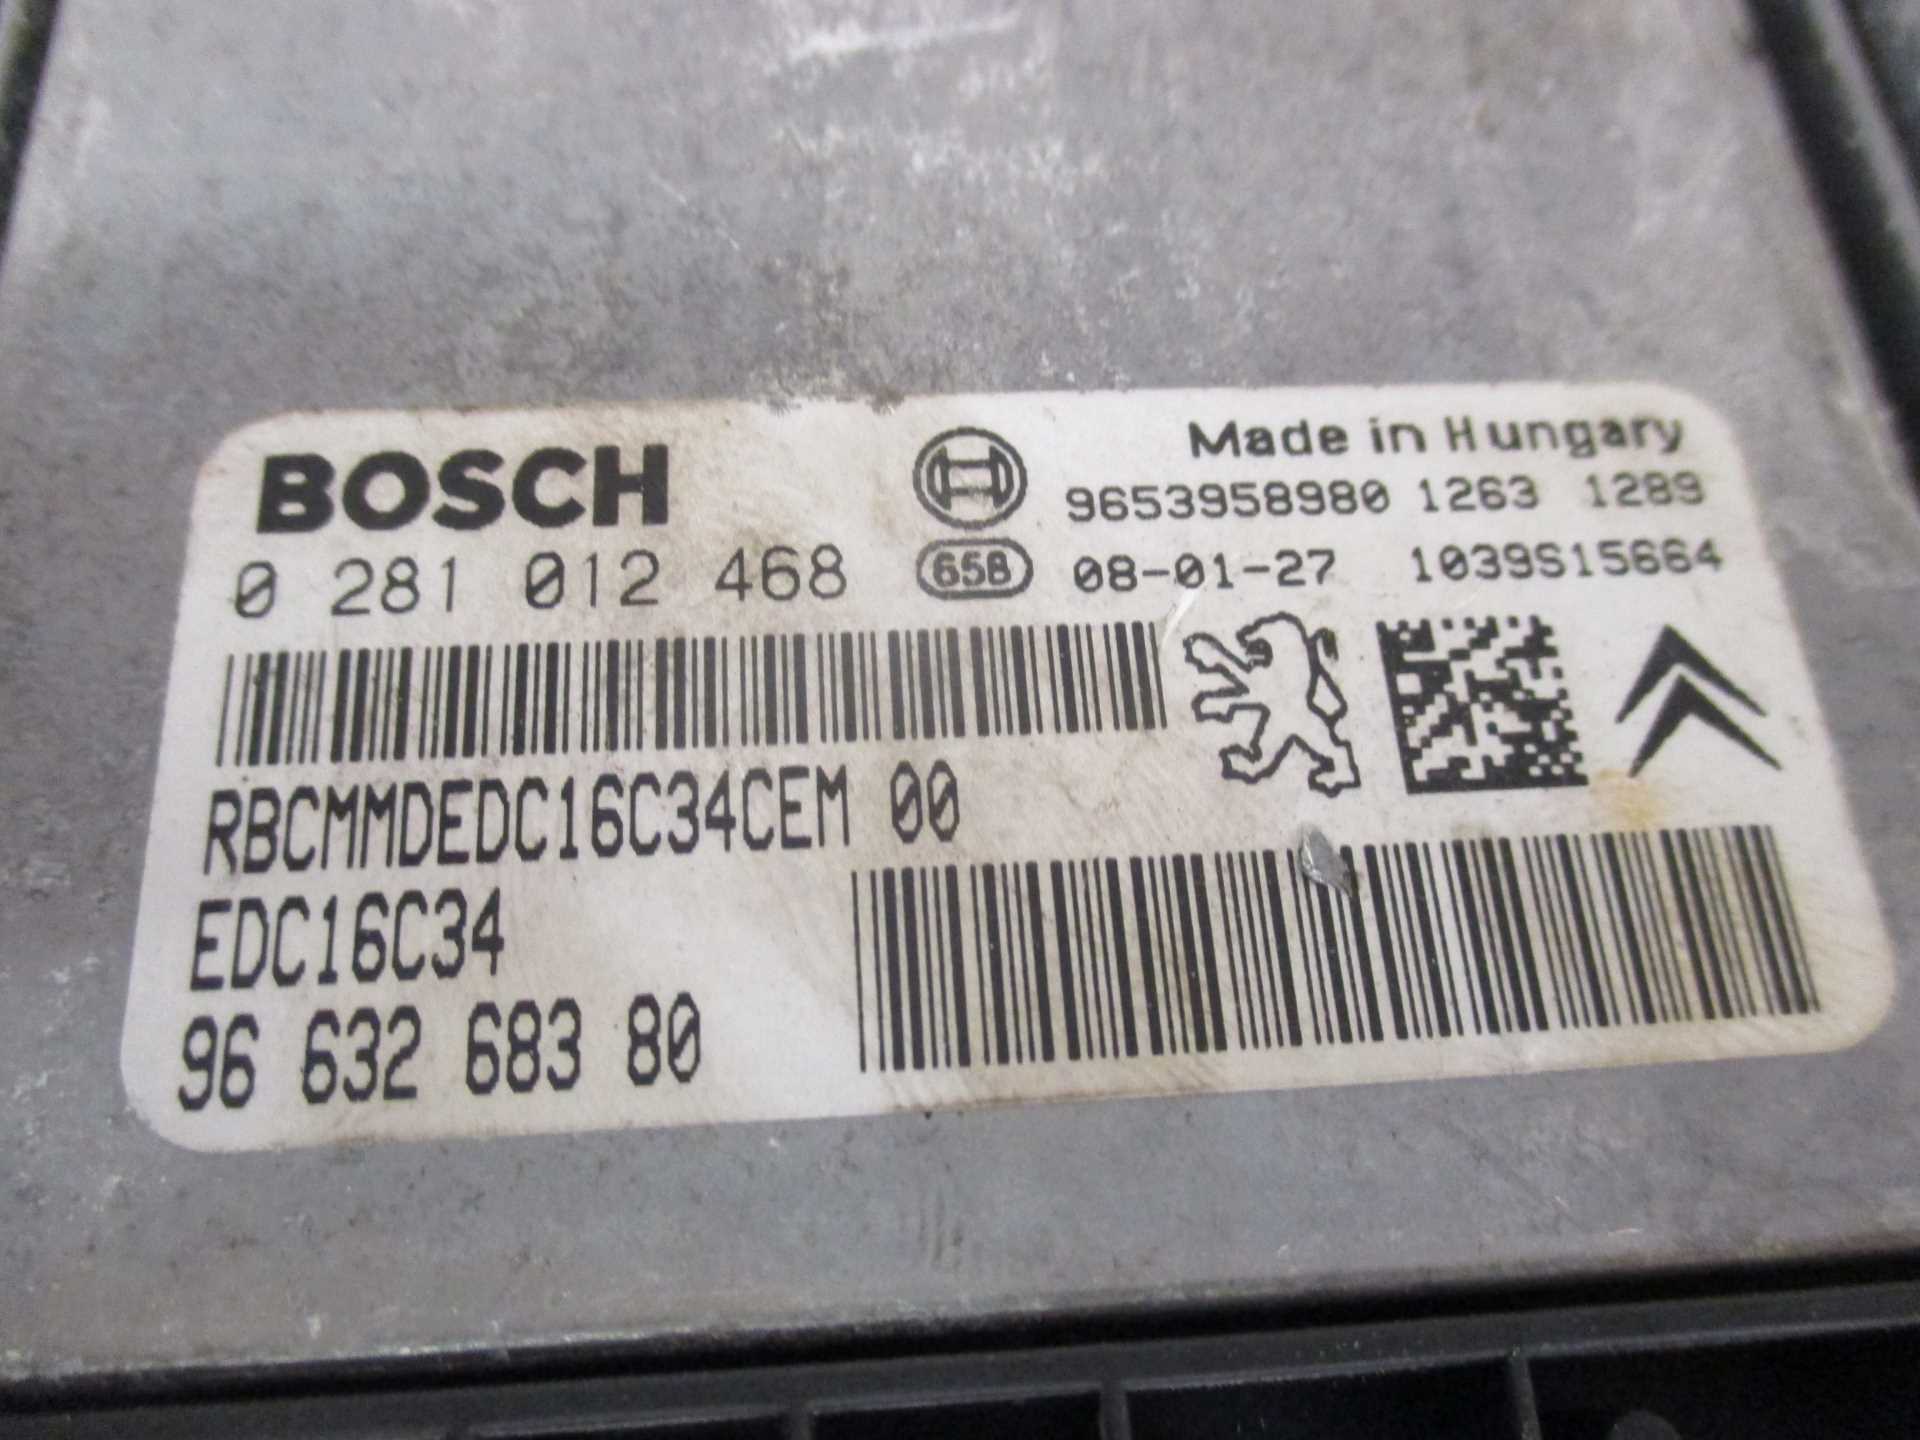 BOSCH
Made in Hungary
9653958980 1263 1289
0 281 012 468
658 08-01-27 1039S15664
RBCMMDEDC16C34CEM 00
EDC16C34
96 632 683 80